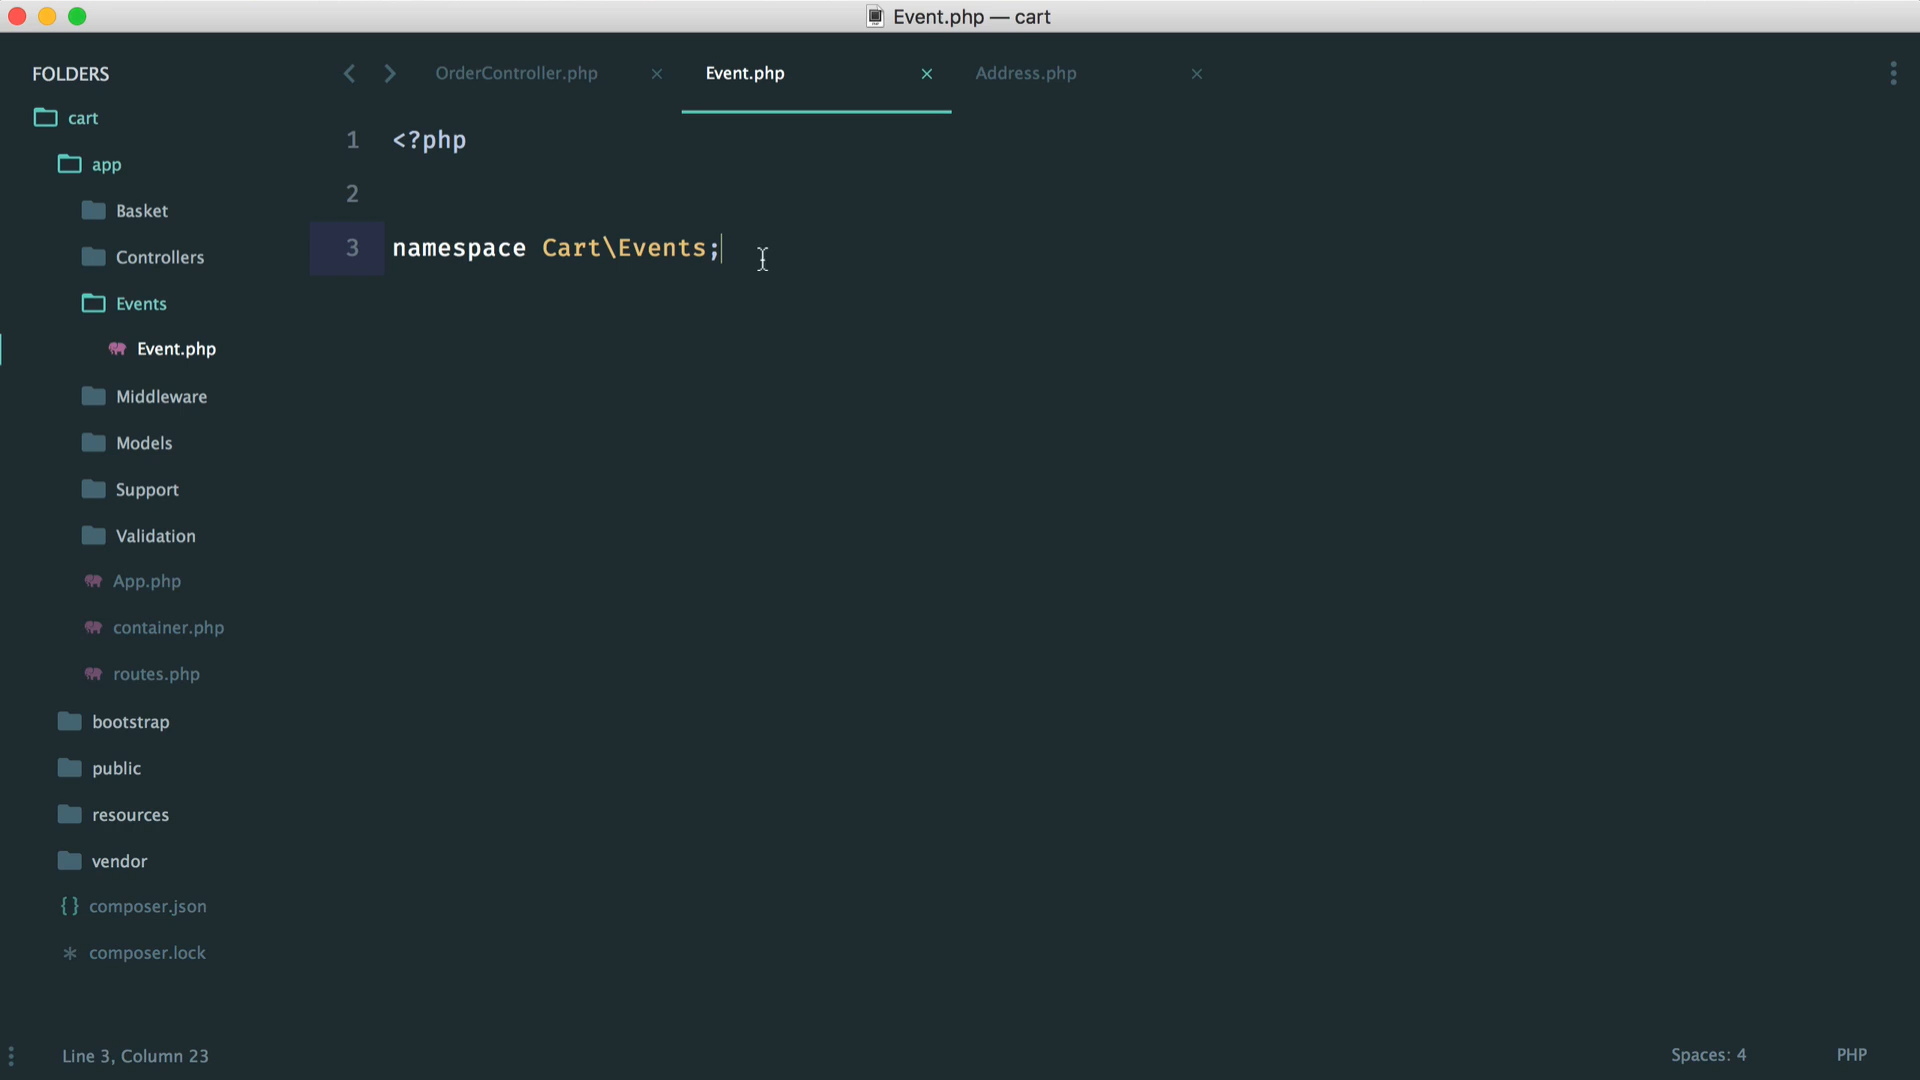 Event.php — cart
FOLDERS
cart
app
Basket
Controllers
Events
Event.php
Middleware
Models
Support
Validation
App.php
container.php
routes.php
bootstrap
public
resources
vendor
{} composer.json
* composer.lock
OrderController.php × Event.php × Address.php ×
1 <?php
2
3 namespace Cart\Events;
Line 3, Column 23
Spaces: 4 PHP